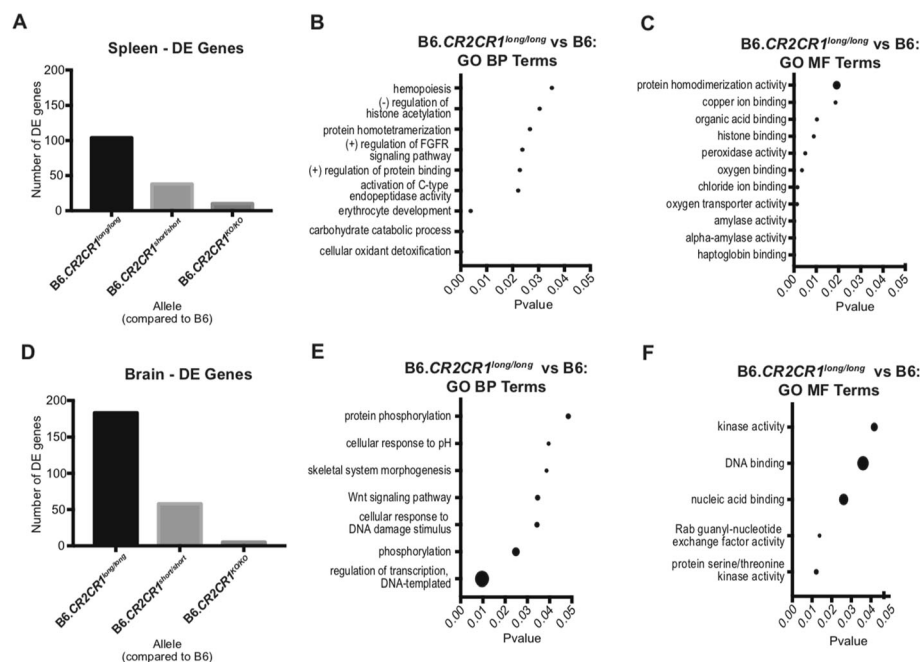 A
Spleen - DE Genes
Number of DE genes
200
150
100
50
0
B6.CR2CR1long/long
B6.CR2CR1short/short
B6.CR2CR1KO/KO
Allele
(compared to B6)
B
B6.CR2CR1long/long vs B6:
GO BP Terms
hemopoiesis
(-) regulation of
histone acetylation
protein homotetramerization
(+) regulation of FGFR
signaling pathway
(+) regulation of protein binding
activation of C-type
endopeptidase activity
erythrocyte development
carbohydrate catabolic process
cellular oxidant detoxification
0.00 0.01 0.02 0.03 0.04 0.05
Pvalue
C
B6.CR2CR1long/long vs B6:
GO MF Terms
protein homodimerization activity
copper ion binding
organic acid binding
histone binding
peroxidase activity
oxygen binding
chloride ion binding
oxygen transporter activity
amylase activity
alpha-amylase activity
haptoglobin binding
0.00 0.01 0.02 0.03 0.04 0.05
Pvalue
D
Brain - DE Genes
Number of DE genes
200
150
100
50
0
B6.CR2CR1long/long
B6.CR2CR1short/short
B6.CR2CR1KO/KO
Allele
(compared to B6)
E
B6.CR2CR1long/long vs B6:
GO BP Terms
protein phosphorylation
cellular response to pH
skeletal system morphogenesis
Wnt signaling pathway
cellular response to
DNA damage stimulus
phosphorylation
regulation of transcription,
DNA-templated
0.00 0.01 0.02 0.03 0.04 0.05
Pvalue
F
B6.CR2CR1long/long vs B6:
GO MF Terms
kinase activity
DNA binding
nucleic acid binding
Rab guanyl-nucleotide
exchange factor activity
protein serine/threonine
kinase activity
0.00 0.01 0.02 0.03 0.04 0.05
Pvalue